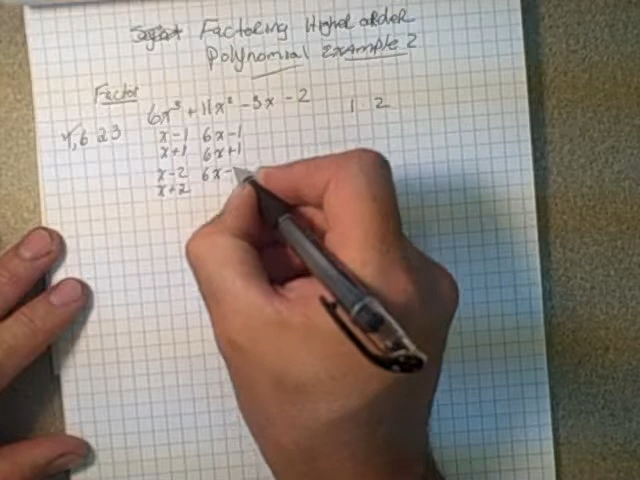 Factoring Higher order
Polynomial Example 2
Factor
6x³ + 11x² - 3x - 2 1 2
1,6 2 3
x-1 6x-1
x+1 6x+1
x-2 6x-
x+2